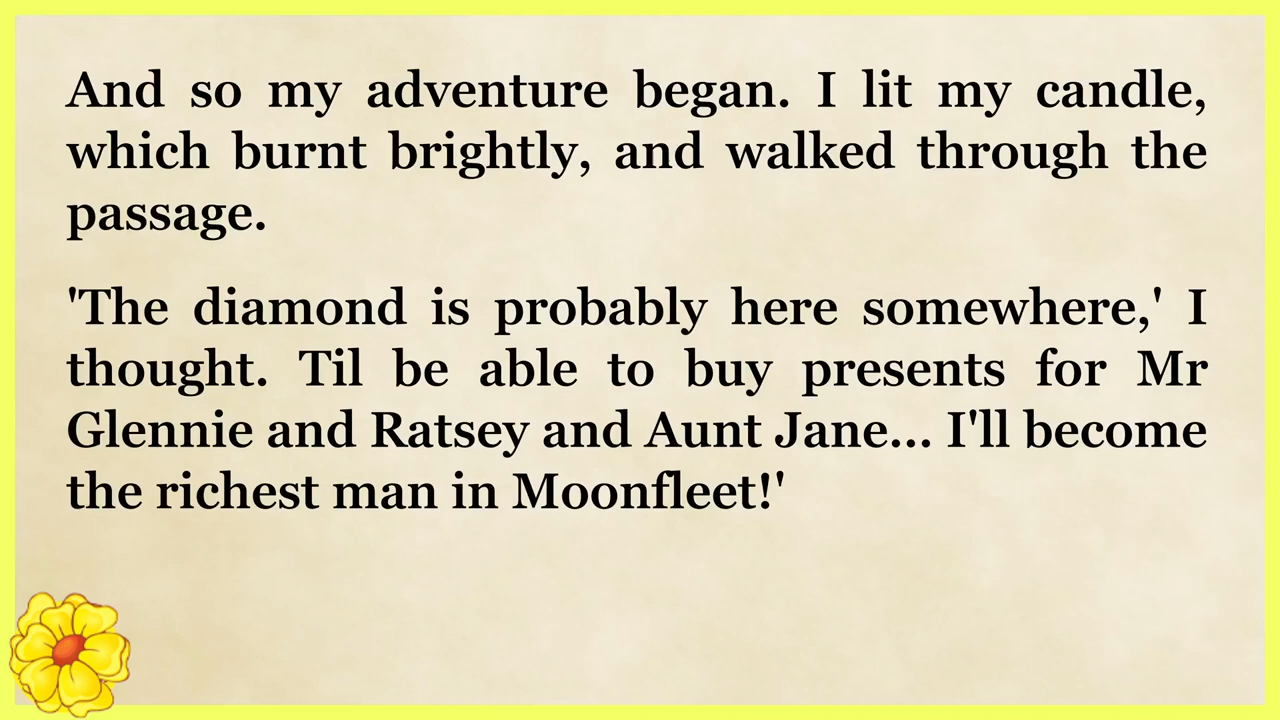 And so my adventure began. I lit my candle,
which burnt brightly, and walked through the
passage.
'The diamond is probably here somewhere,' I
thought. Til be able to buy presents for Mr
Glennie and Ratsey and Aunt Jane... I'll become
the richest man in Moonfleet!'